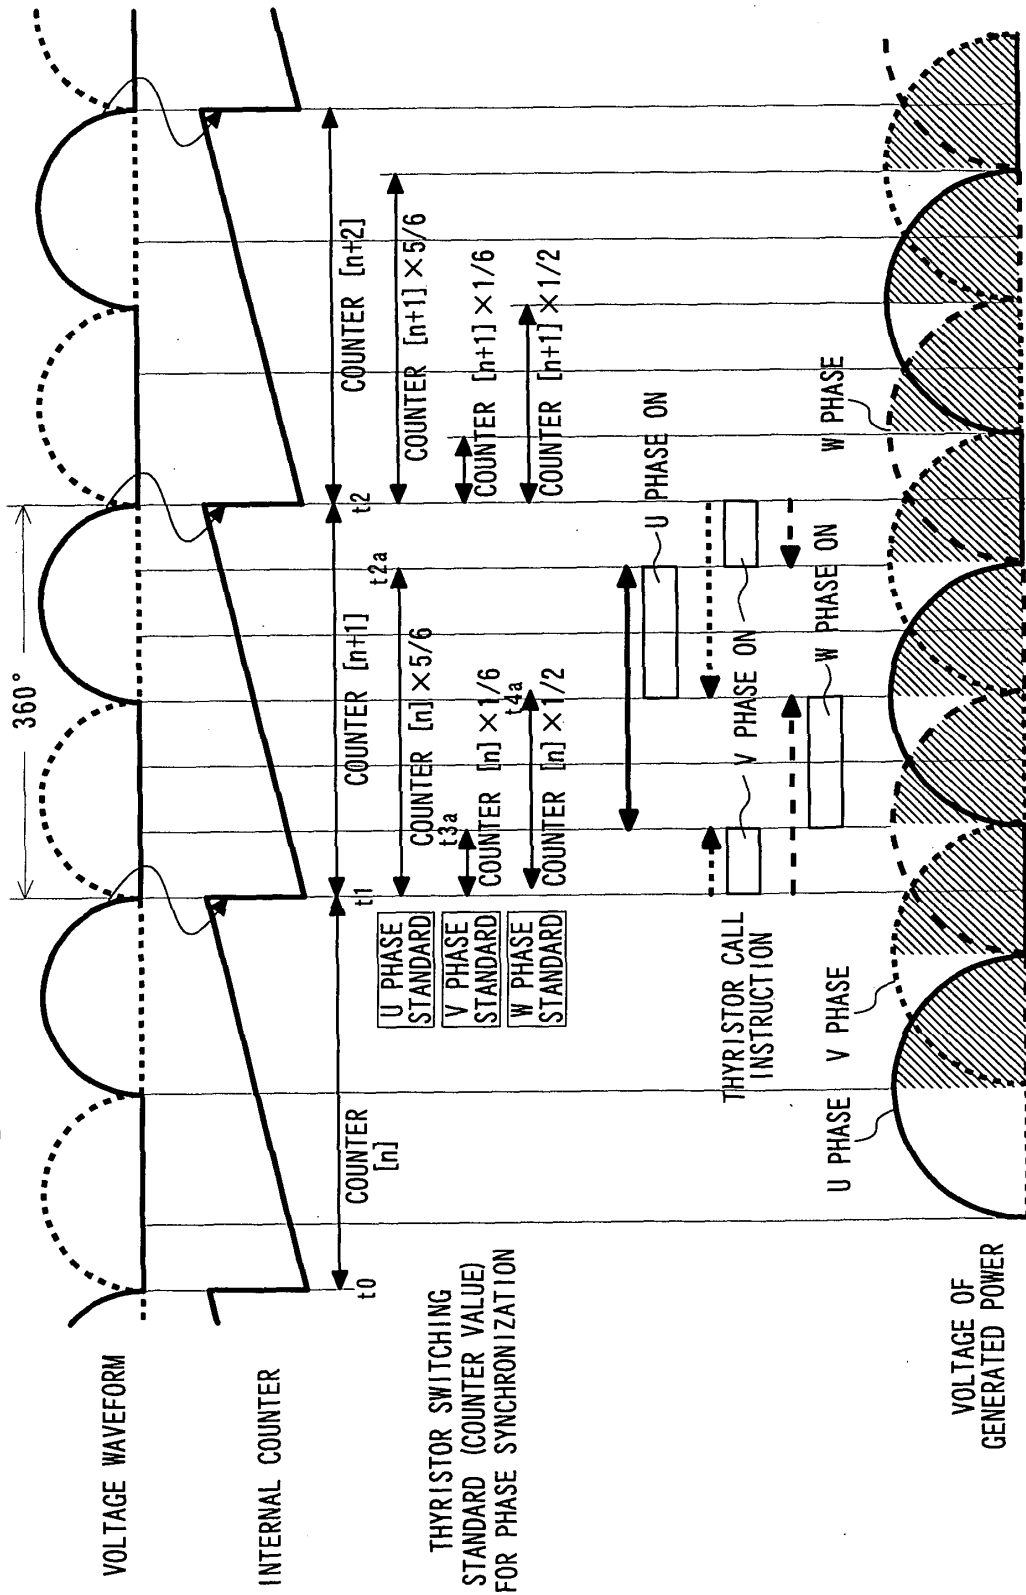 360°
VOLTAGE WAVEFORM
INTERNAL COUNTER
t0
t1
t2
COUNTER
[n]
COUNTER [n+1]
COUNTER [n+2]
THYRISTOR SWITCHING
STANDARD (COUNTER VALUE)
FOR PHASE SYNCHRONIZATION
U PHASE
STANDARD
t2a
COUNTER [n]×5/6
COUNTER [n+1]×5/6
V PHASE
STANDARD
t3a
COUNTER [n]×1/6
COUNTER [n+1]×1/6
W PHASE
STANDARD
t4a
COUNTER [n]×1/2
COUNTER [n+1]×1/2
THYRISTOR CALL
INSTRUCTION
U PHASE ON
V PHASE ON
W PHASE ON
U PHASE
V PHASE
W PHASE
VOLTAGE OF
GENERATED POWER